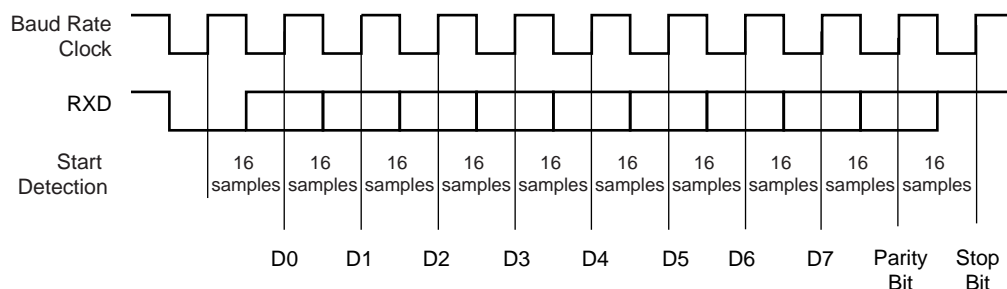 Baud Rate
Clock
RXD
Start
Detection
16
samples
16
samples
16
samples
16
samples
16
samples
16
samples
16
samples
16
samples
16
samples
16
samples
D0
D1
D2
D3
D4
D5
D6
D7
Parity
Bit
Stop
Bit